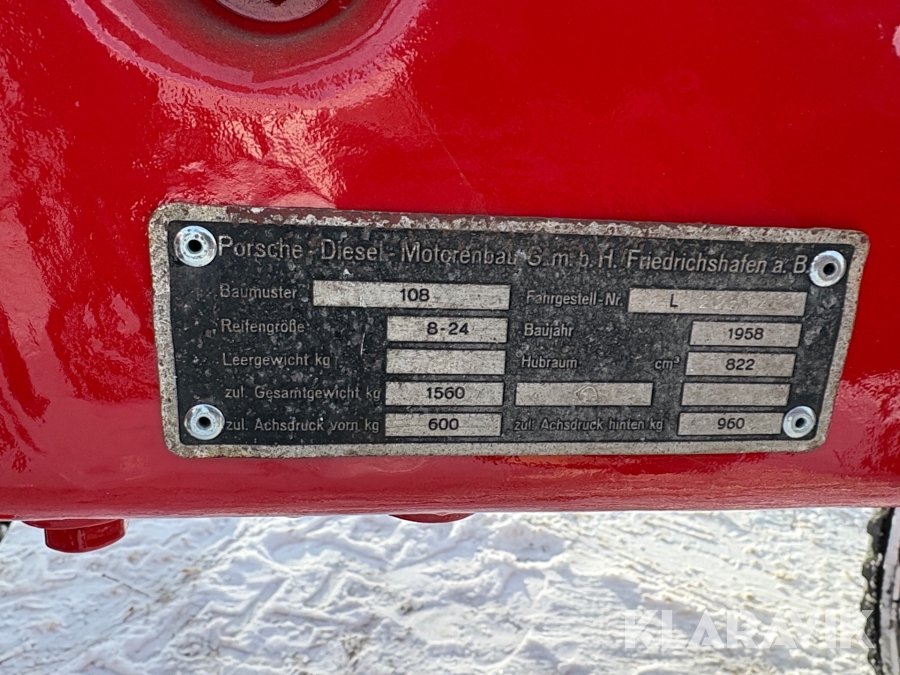 Porsche - Diesel - Motorenbau G.m.b.H. Friedrichshafen a. B.
Baumuster 108 Fahrgestell-Nr. L
Reifengröße 8-24 Baujahr 1958
Leergewicht kg Hubraum cm³ 822
zul. Gesamtgewicht kg 1560
zul. Achsdruck vorn kg 600 zul. Achsdruck hinten kg 960
KLARAVIK